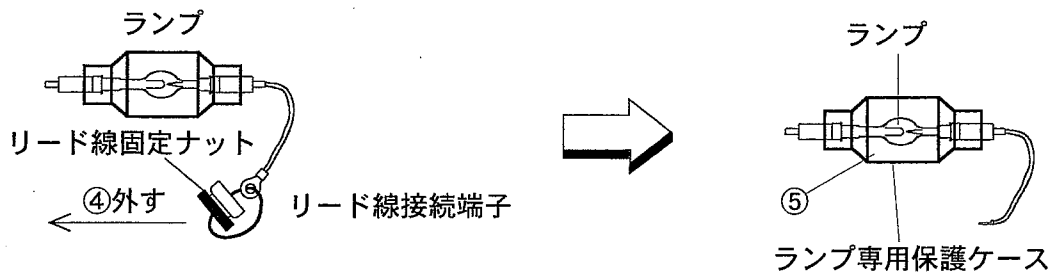 ランプ
リード線固定ナット
④外す
リード線接続端子
ランプ
⑤
ランプ専用保護ケース